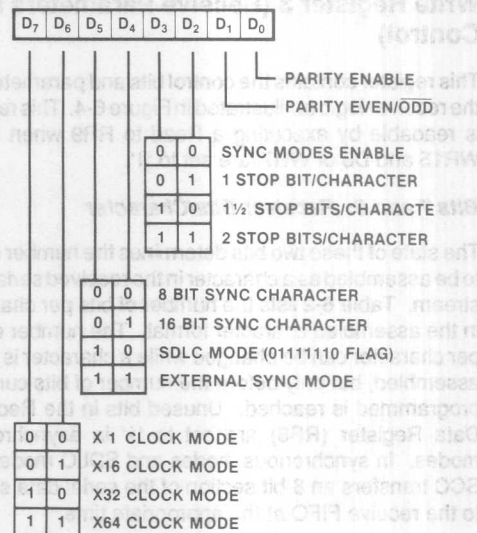 D7 D6 D5 D4 D3 D2 D1 D0
PARITY ENABLE
PARITY EVEN/O̅D̅D̅
0 0 SYNC MODES ENABLE
0 1 1 STOP BIT/CHARACTER
1 0 1½ STOP BITS/CHARACTE
1 1 2 STOP BITS/CHARACTER
0 0 8 BIT SYNC CHARACTER
0 1 16 BIT SYNC CHARACTER
1 0 SDLC MODE (01111110 FLAG)
1 1 EXTERNAL SYNC MODE
0 0 X 1 CLOCK MODE
0 1 X16 CLOCK MODE
1 0 X32 CLOCK MODE
1 1 X64 CLOCK MODE